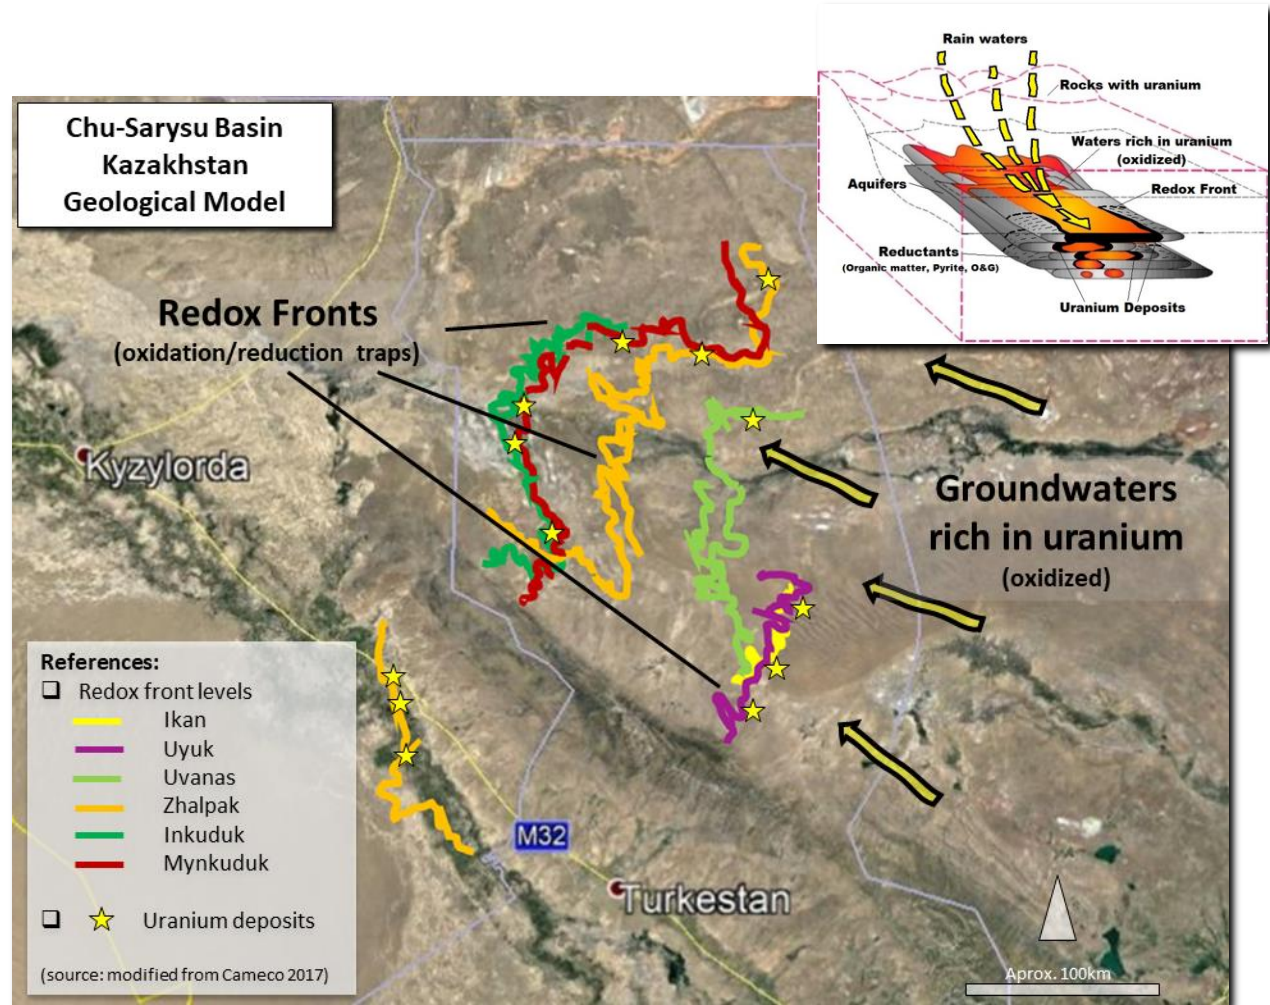 Chu-Sarysu Basin
Kazakhstan
Geological Model
Rain waters
Rocks with uranium
Waters rich in uranium
(oxidized)
Aquifers
Redox Front
Reductants
(Organic matter, Pyrite, O&G)
Uranium Deposits
Redox Fronts
(oxidation/reduction traps)
Kyzylorda
Groundwaters
rich in uranium
(oxidized)
References:
Redox front levels
Ikan
Uyuk
Uvanas
Zhalpak
Inkuduk
Mynkuduk
Uranium deposits
(source: modified from Cameco 2017)
M32
Turkestan
Aprox. 100km